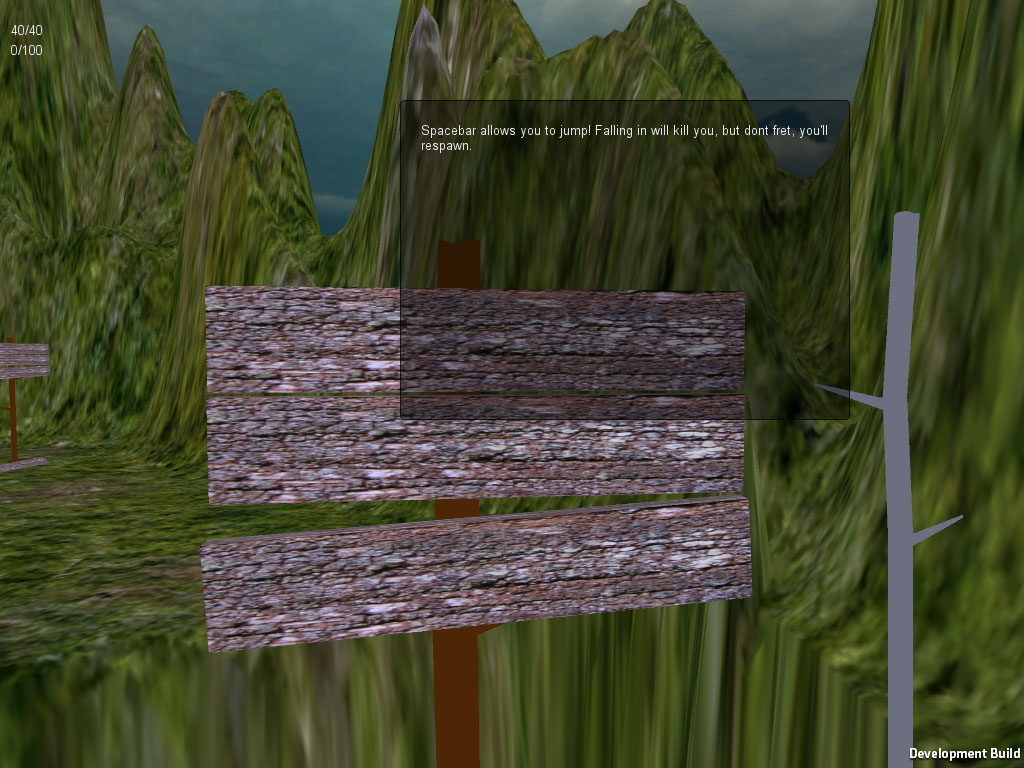 40/40
0/100
Spacebar allows you to jump! Falling in will kill you, but dont fret, you'll
respawn.
Development Build